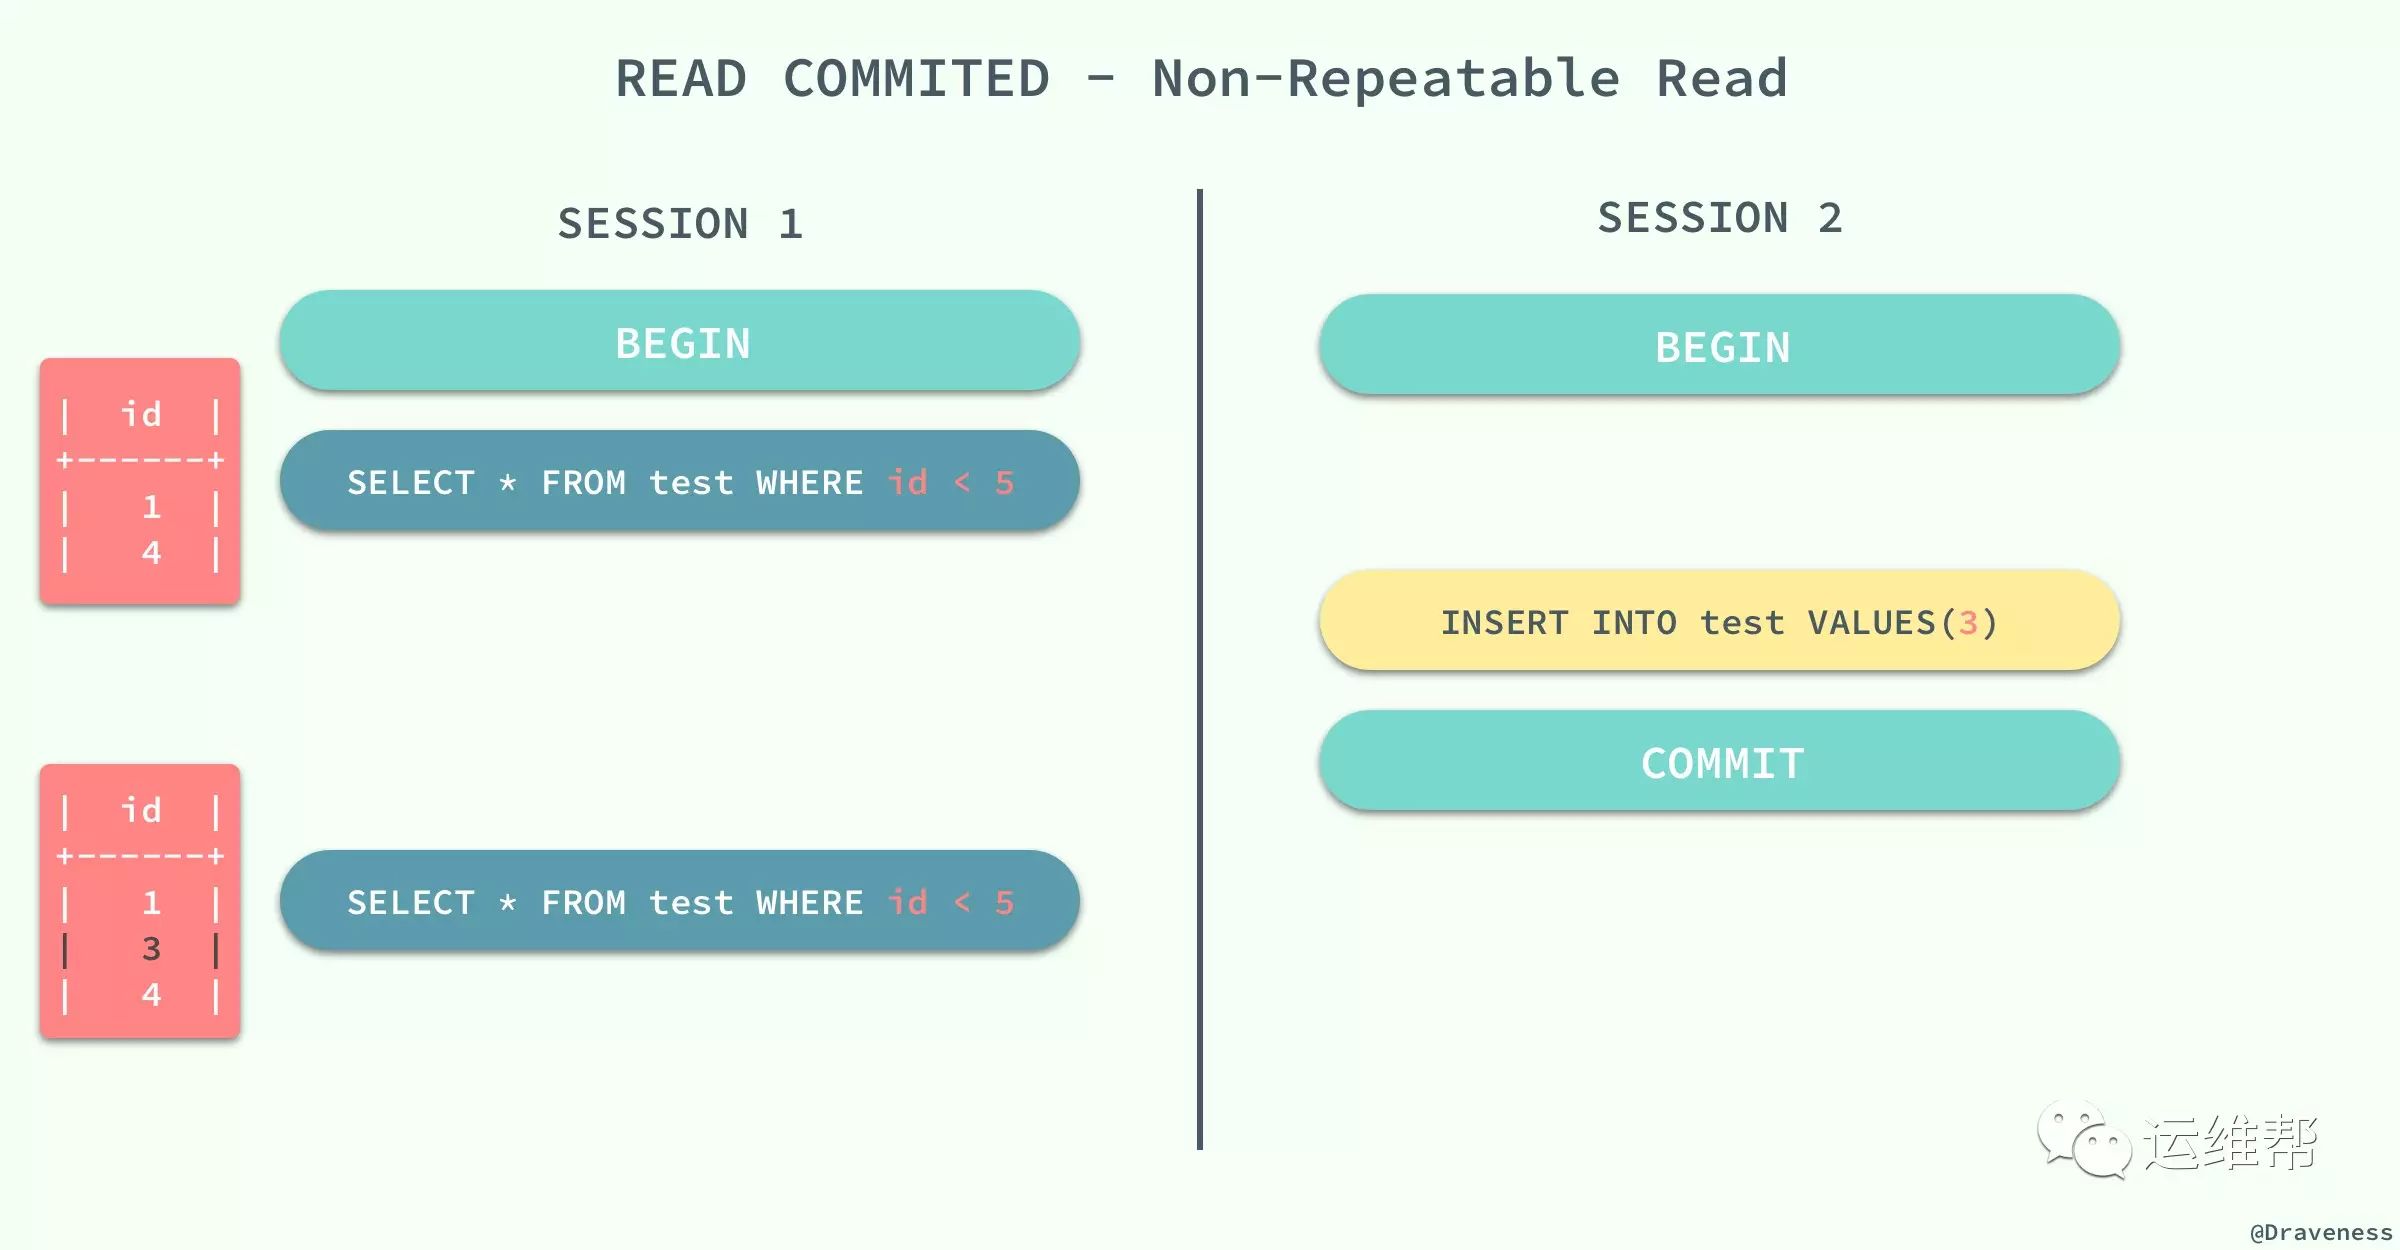 READ COMMITED - Non-Repeatable Read
SESSION 1
BEGIN
| id |
+------+
| 1 |
| 4 |
SELECT * FROM test WHERE id < 5
| id |
+------+
| 1 |
| 3 |
| 4 |
SELECT * FROM test WHERE id < 5
SESSION 2
BEGIN
INSERT INTO test VALUES(3)
COMMIT
运维帮
@Draveness